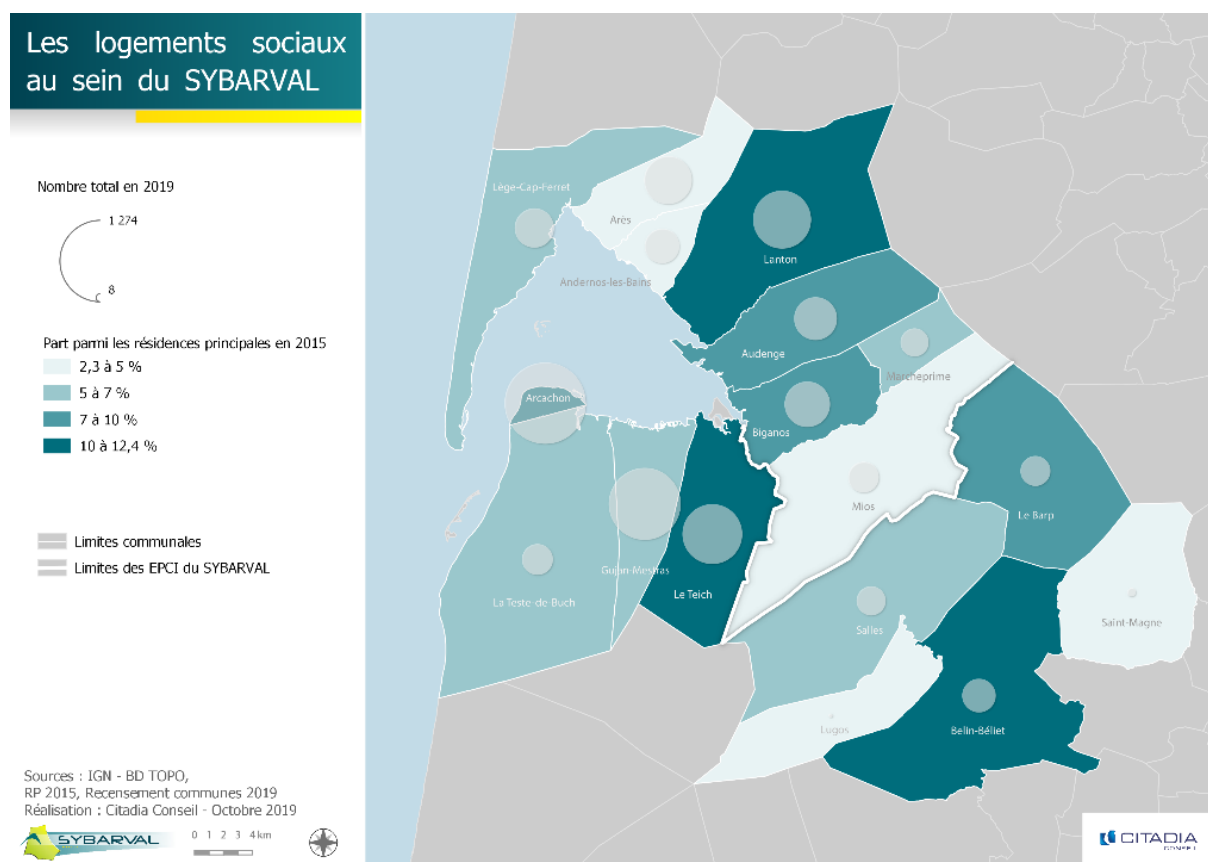 Les logements sociaux
au sein du SYBARVAL
Nombre total en 2019
1 274
8
Part parmi les résidences principales en 2015
2,3 à 5 %
5 à 7 %
7 à 10 %
10 à 12,4 %
Limites communales
Limites des EPCI du SYBARVAL
Sources : IGN - BD TOPO,
RP 2015, Recensement communes 2019
Réalisation : Citadia Conseil - Octobre 2019
SYBARVAL
0 1 2 3 4 km
Lège-Cap-Ferret
Arès
Andernos-les-Bains
Lanton
Audenge
Marcheprime
Biganos
Arcachon
Mios
Le Barp
Gujan-Mestras
La Teste-de-Buch
Le Teich
Salles
Saint-Magne
Lugos
Belin-Béliet
CITADIA
CONSEIL